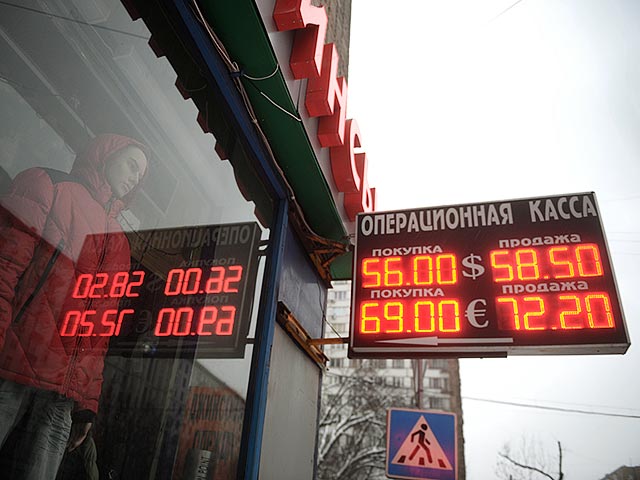 ОПЕРАЦИОННАЯ КАССА
ПОКУПКА ПРОДАЖА
56.00 $ 58.50
ПОКУПКА ПРОДАЖА
69.00 € 72.20